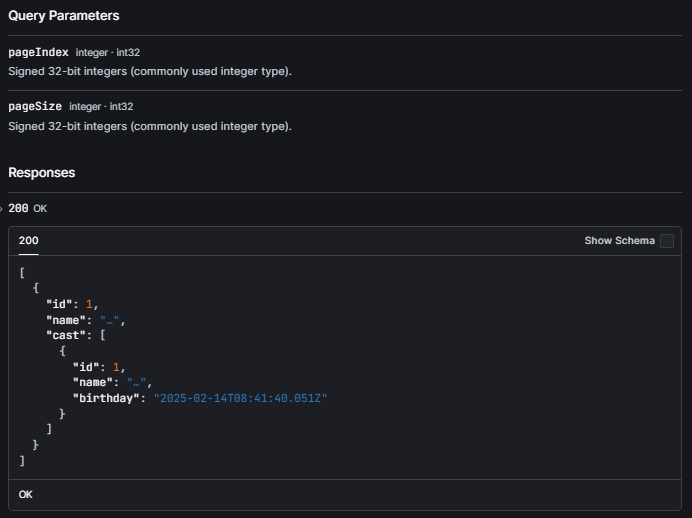 Query Parameters
pageIndex integer · int32
Signed 32-bit integers (commonly used integer type).
pageSize integer · int32
Signed 32-bit integers (commonly used integer type).
Responses
200 OK
200 Show Schema
[
  {
    "id": 1,
    "name": "…",
    "cast": [
      {
        "id": 1,
        "name": "…",
        "birthday": "2025-02-14T08:41:40.051Z"
      }
    ]
  }
]
OK